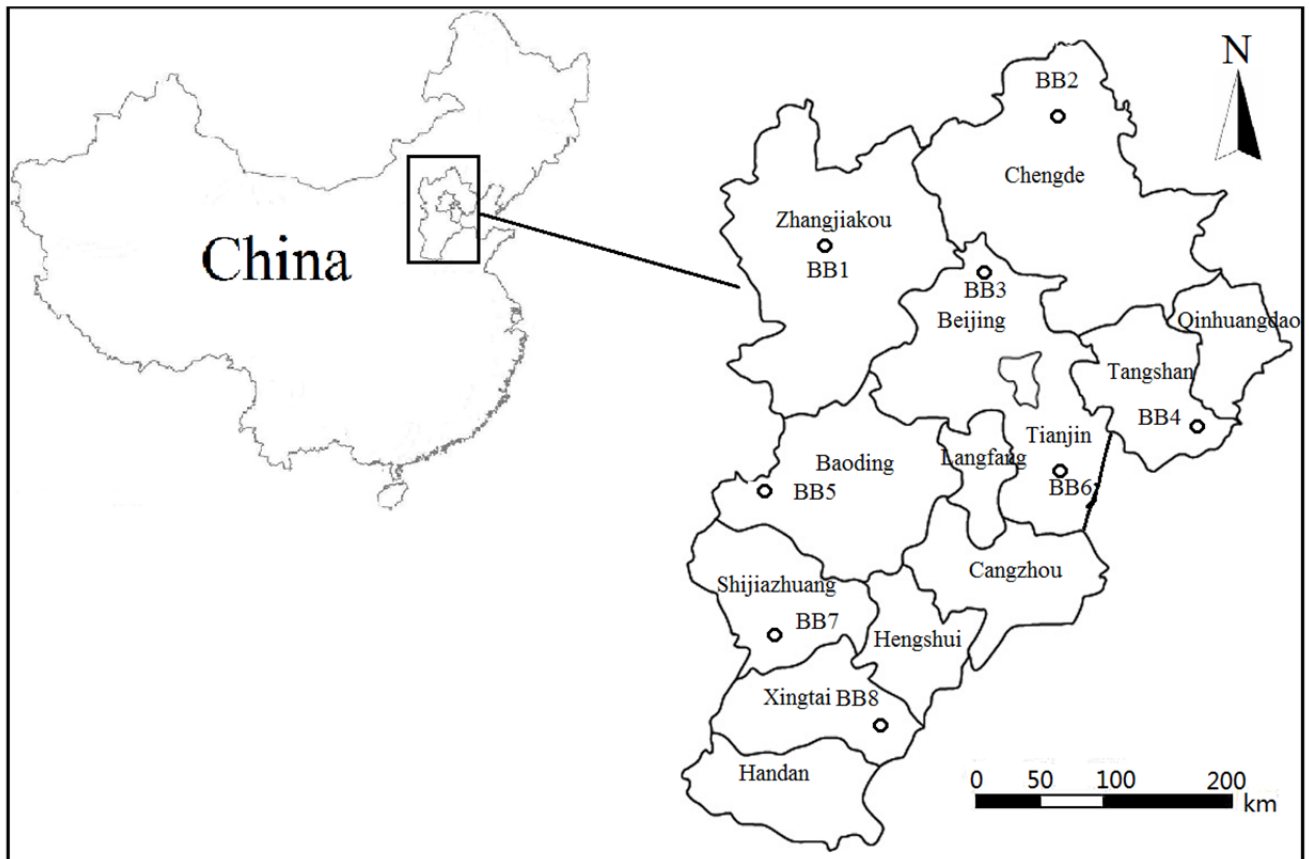 N
BB2
Chengde
Zhangjiakou
BB1
China
BB3
Beijing
Qinhuangdao
Tangshan
BB4
Tianjin
Langfang
Baoding
BB5
BB6
Cangzhou
Shijiazhuang
BB7
Hengshui
Xingtai BB8
Handan
0 50 100 200
km